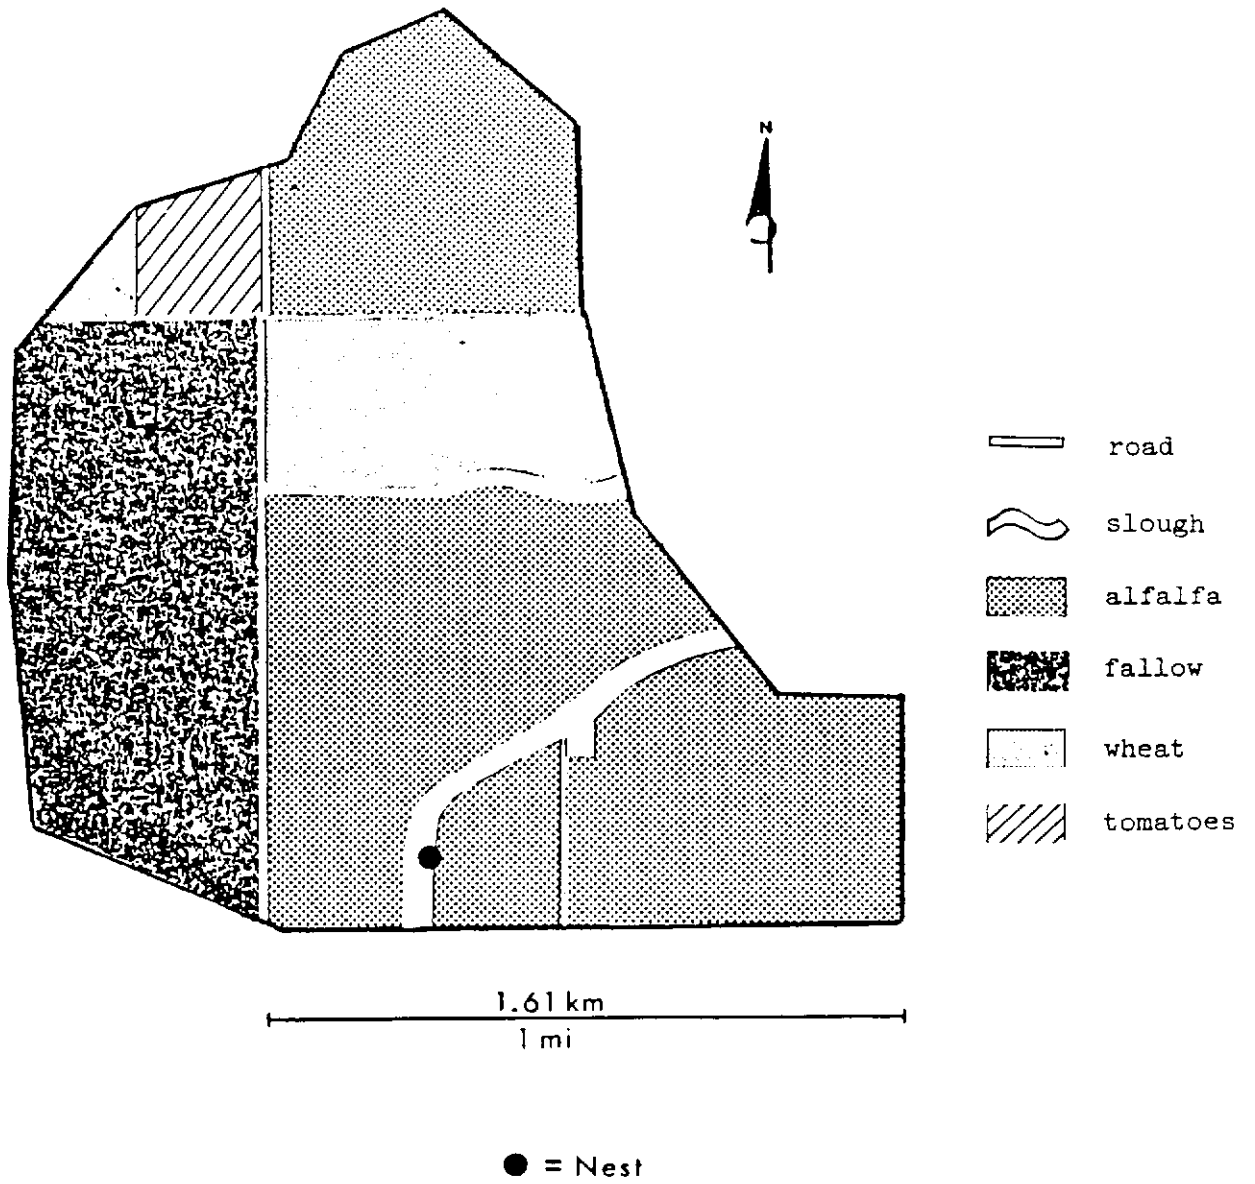 N
road
slough
alfalfa
fallow
wheat
tomatoes
1.61 km
1 mi
= Nest